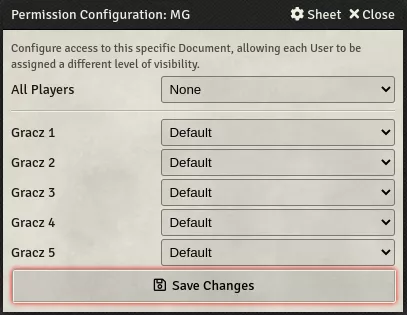 Permission Configuration: MG Sheet Close
Configure access to this specific Document, allowing each User to be
assigned a different level of visibility.
All Players None
Gracz 1 Default
Gracz 2 Default
Gracz 3 Default
Gracz 4 Default
Gracz 5 Default
Save Changes